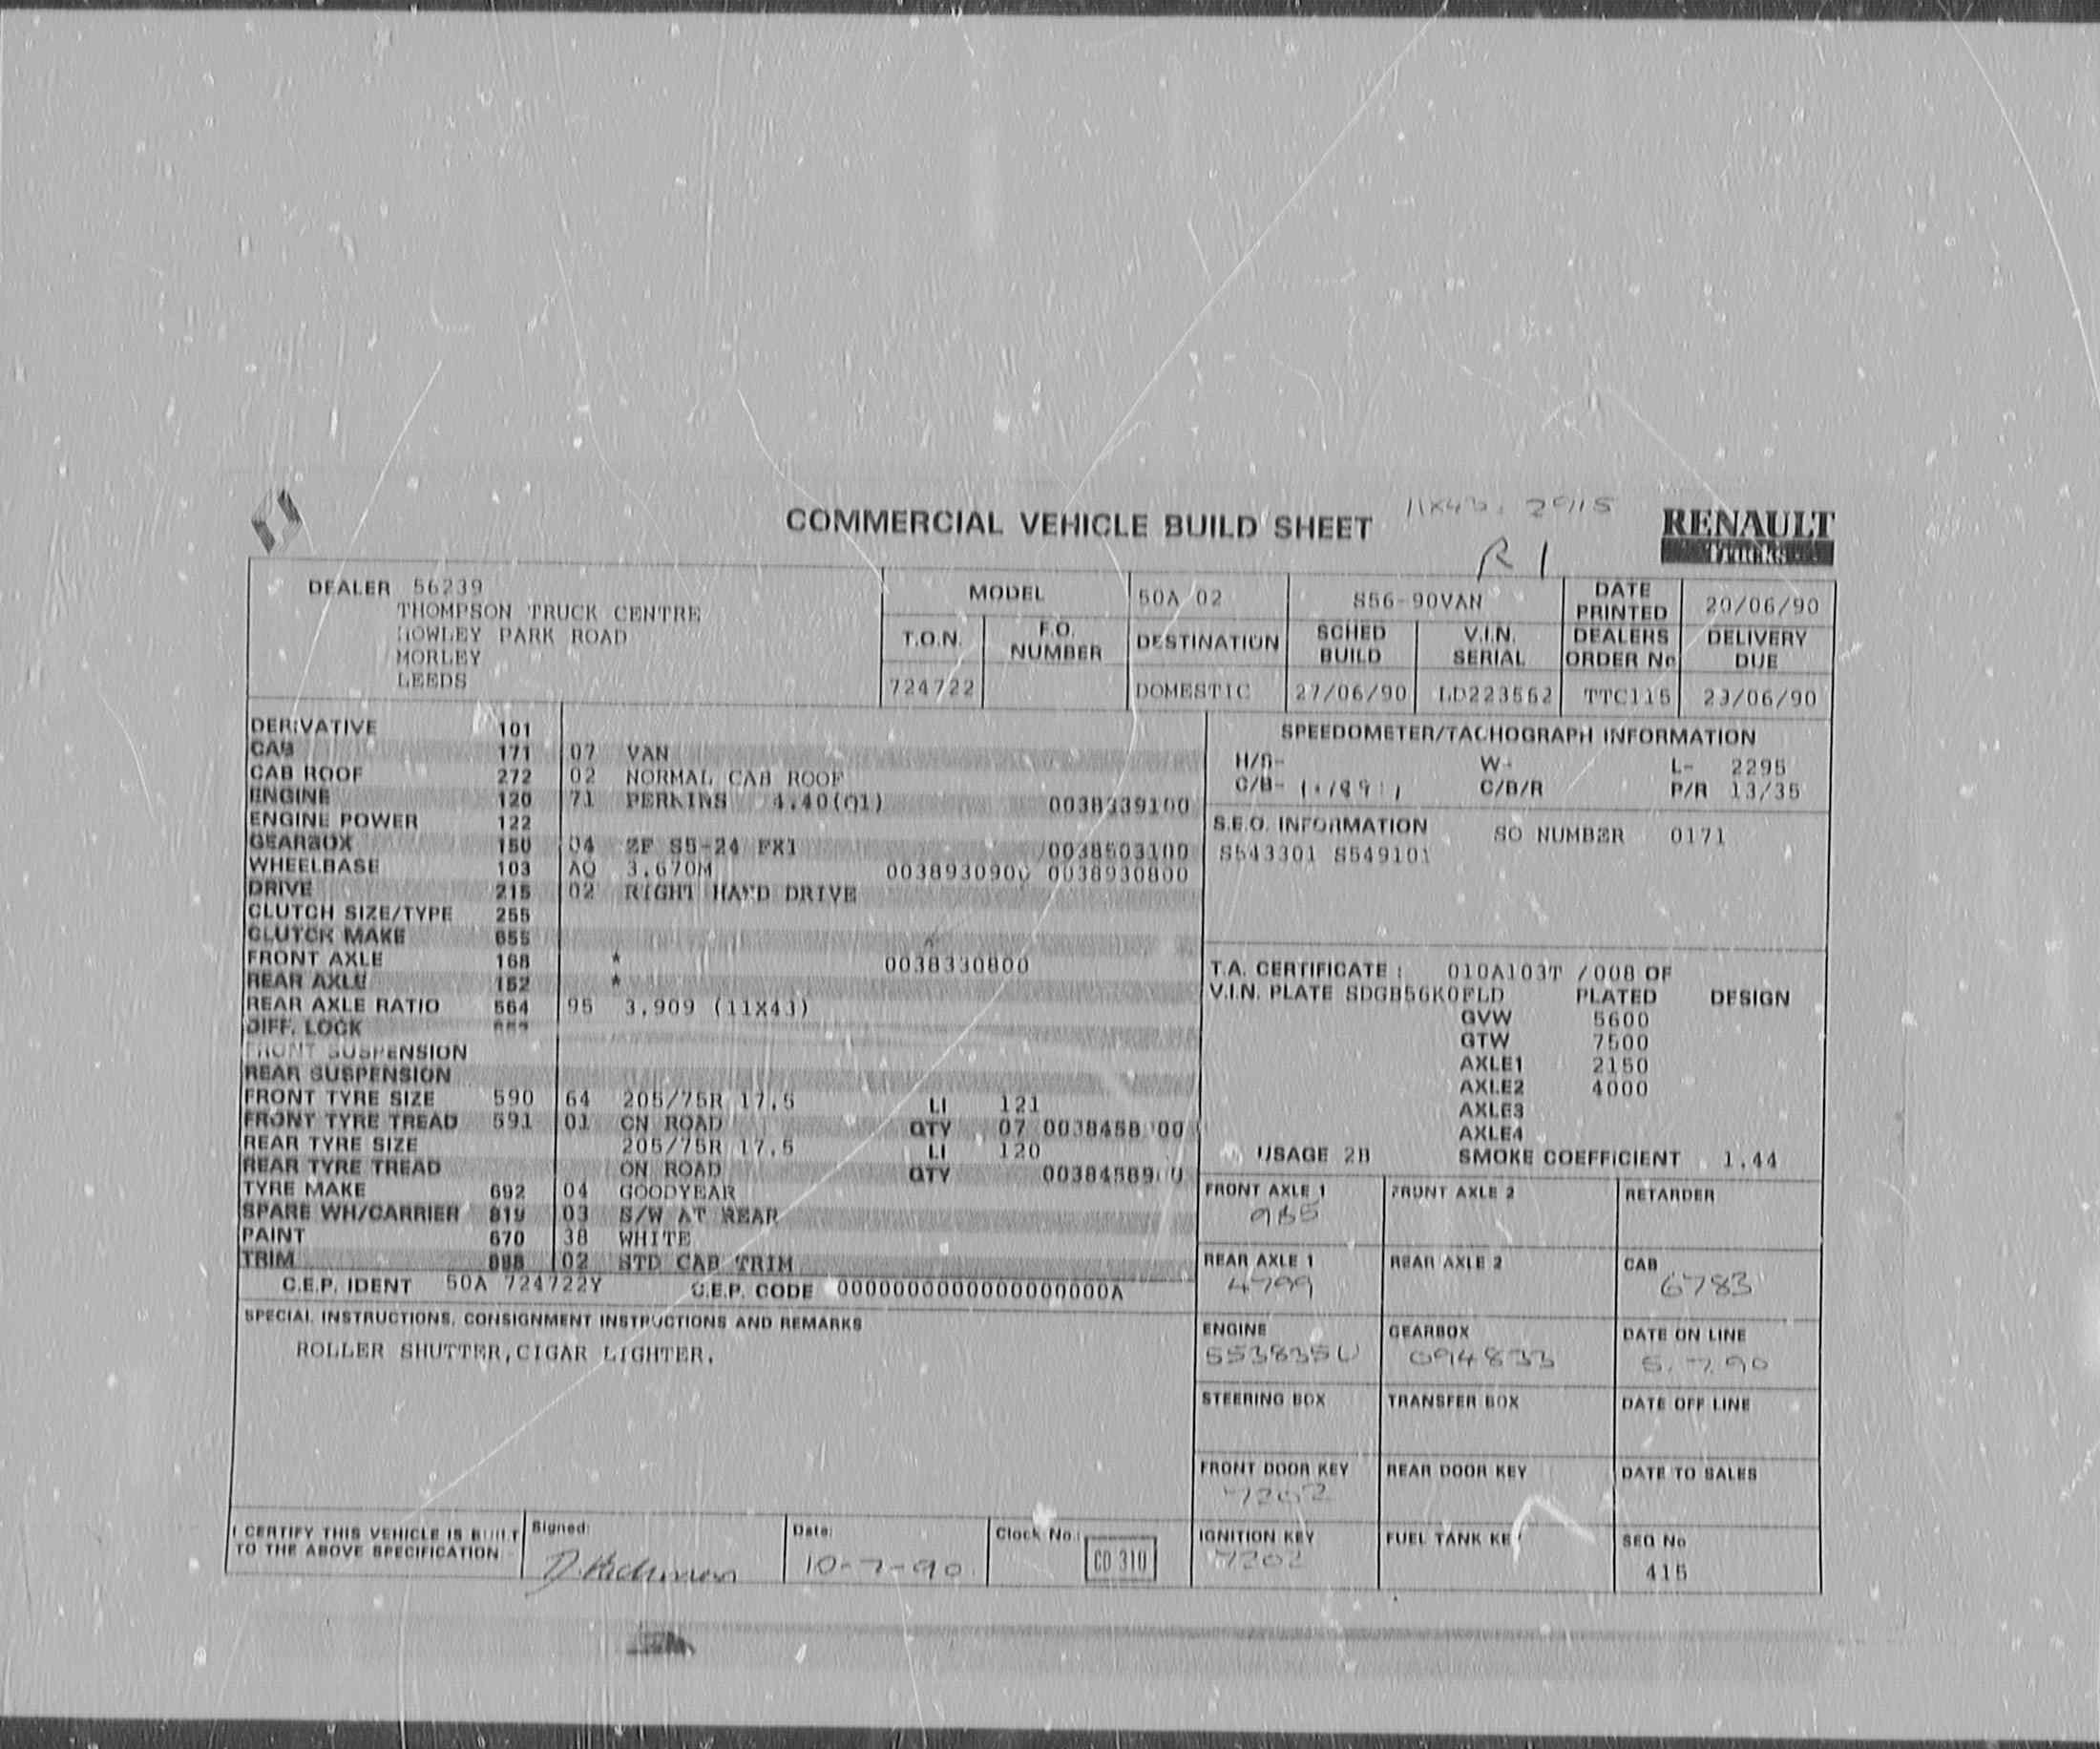 COMMERCIAL VEHICLE BUILD SHEET
R1
RENAULT
Trucks
DEALER 56239
THOMPSON TRUCK CENTRE
HOWLEY PARK ROAD
MORLEY
LEEDS
MODEL 50A 02 S56-90VAN DATE PRINTED 20/06/90
T.O.N. F.O. NUMBER DESTINATION SCHED BUILD V.I.N. SERIAL DEALERS ORDER No DELIVERY DUE
724722 DOMESTIC 27/06/90 LD223562 TTC115 29/06/90
DERIVATIVE 101
CAB 171 07 VAN
CAB ROOF 272 02 NORMAL CAB ROOF
ENGINE 120 71 PERKINS 4.40(Q1) 0038339100
ENGINE POWER 122
GEARBOX 150 04 ZF S5-24 FX1 0038503100
WHEELBASE 103 AQ 3.670M 0038930900 0038930800
DRIVE 215 02 RIGHT HAND DRIVE
CLUTCH SIZE/TYPE 255
CLUTCH MAKE 655
FRONT AXLE 168 * 0038330800
REAR AXLE 152 *
REAR AXLE RATIO 564 95 3.909 (11X43)
DIFF. LOCK
FRONT SUSPENSION
REAR SUSPENSION
FRONT TYRE SIZE 590 64 205/75R 17.5 LI 121
FRONT TYRE TREAD 591 01 ON ROAD QTY 07
REAR TYRE SIZE 205/75R 17.5 LI 120
REAR TYRE TREAD ON ROAD QTY
TYRE MAKE 692 04 GOODYEAR
SPARE WH/CARRIER 819 03 S/W AT REAR
PAINT 670 38 WHITE
TRIM 02 STD CAB TRIM
C.E.P. IDENT 50A 724722Y C.E.P. CODE 0000000000000000000A
SPECIAL INSTRUCTIONS, CONSIGNMENT INSTRUCTIONS AND REMARKS
ROLLER SHUTTER,CIGAR LIGHTER.
I CERTIFY THIS VEHICLE IS BUILT
TO THE ABOVE SPECIFICATION
Signed:
Date: 10-7-90
Clock No.: CD 310
SPEEDOMETER/TACHOGRAPH INFORMATION
W- L- 2295
C/B- C/B/R P/R 13/35
S.E.O. INFORMATION SO NUMBER 0171
S543301 S549101
T.A. CERTIFICATE : 010A103T /008 OF
V.I.N. PLATE SDGB56K0FLD PLATED DESIGN
GVW 5600
GTW 7500
AXLE1 2150
AXLE2 4000
AXLE3
AXLE4
USAGE 2B SMOKE COEFFICIENT 1.44
FRONT AXLE 1 FRONT AXLE 2 RETARDER
REAR AXLE 1 REAR AXLE 2 CAB
4799 6783
ENGINE GEARBOX DATE ON LINE
553835U 094833 5.7.90
STEERING BOX TRANSFER BOX DATE OFF LINE
FRONT DOOR KEY REAR DOOR KEY DATE TO SALES
7202
IGNITION KEY FUEL TANK KEY SEQ No
7202 415